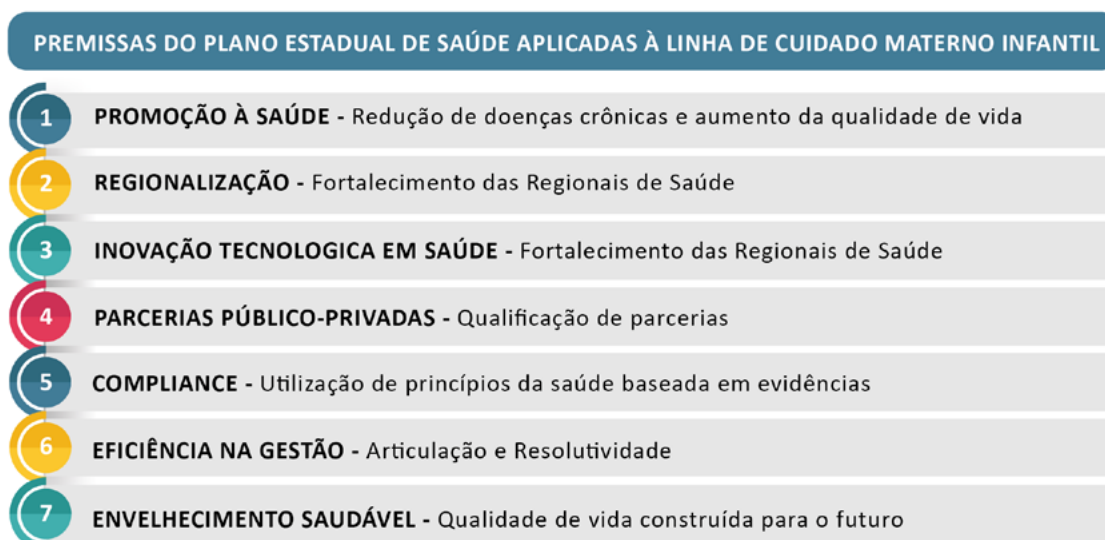 PREMISSAS DO PLANO ESTADUAL DE SAÚDE APLICADAS À LINHA DE CUIDADO MATERNO INFANTIL
1 PROMOÇÃO À SAÚDE - Redução de doenças crônicas e aumento da qualidade de vida
2 REGIONALIZAÇÃO - Fortalecimento das Regionais de Saúde
3 INOVAÇÃO TECNOLOGICA EM SAÚDE - Fortalecimento das Regionais de Saúde
4 PARCERIAS PÚBLICO-PRIVADAS - Qualificação de parcerias
5 COMPLIANCE - Utilização de princípios da saúde baseada em evidências
6 EFICIÊNCIA NA GESTÃO - Articulação e Resolutividade
7 ENVELHECIMENTO SAUDÁVEL - Qualidade de vida construída para o futuro